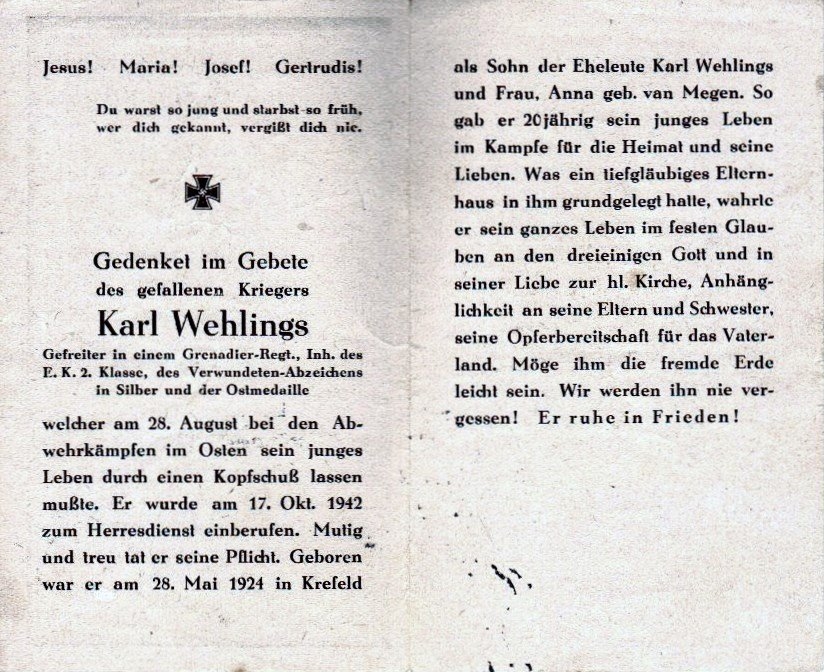 Jesus! Maria! Josef! Gertrudis!
Du warst so jung und starbst so früh,
wer dich gekannt, vergißt dich nie.
Gedenket im Gebete
des gefallenen Kriegers
Karl Wehlings
Gefreiter in einem Grenadier-Regt., Inh. des
E. K. 2. Klasse, des Verwundeten-Abzeichens
in Silber und der Ostmedaille
welcher am 28. August bei den Ab-
wehrkämpfen im Osten sein junges
Leben durch einen Kopfschuß lassen
mußte. Er wurde am 17. Okt. 1942
zum Herresdienst einberufen. Mutig
und treu tat er seine Pflicht. Geboren
war er am 28. Mai 1924 in Krefeld
als Sohn der Eheleute Karl Wehlings
und Frau, Anna geb. van Megen. So
gab er 20jährig sein junges Leben
im Kampfe für die Heimat und seine
Lieben. Was ein tiefgläubiges Eltern-
haus in ihm grundgelegt hatte, wahrte
er sein ganzes Leben im festen Glau-
ben an den dreieinigen Gott und in
seiner Liebe zur hl. Kirche, Anhäng-
lichkeit an seine Eltern und Schwester,
seine Opferbereitschaft für das Vater-
land. Möge ihm die fremde Erde
leicht sein. Wir werden ihn nie ver-
gessen! Er ruhe in Frieden!